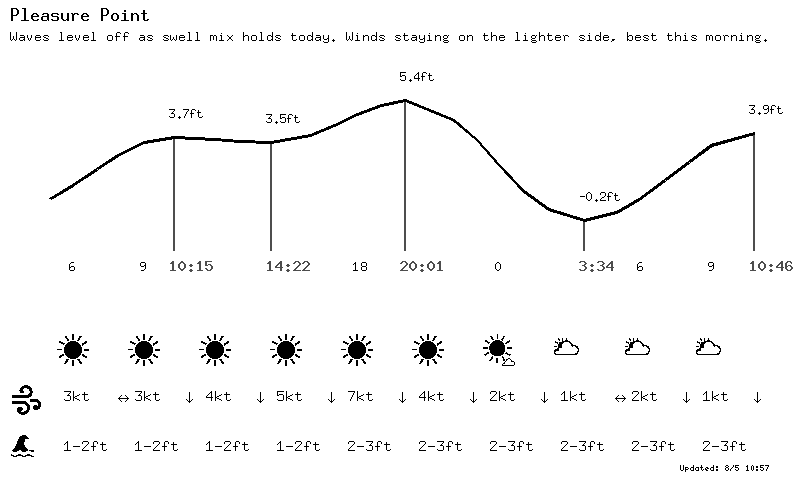 Pleasure Point
Waves level off as swell mix holds today. Winds staying on the lighter side, best this morning.
5.4ft
3.7ft 3.5ft 3.9ft
-0.2ft
6 9 10:15 14:22 18 20:01 0 3:34 6 9 10:46
3kt ↔ 3kt ↓ 4kt ↓ 5kt ↓ 7kt ↓ 4kt ↓ 2kt ↓ 1kt ↔ 2kt ↓ 1kt ↓
1-2ft 1-2ft 1-2ft 1-2ft 2-3ft 2-3ft 2-3ft 2-3ft 2-3ft 2-3ft
Updated: 8/5 10:57